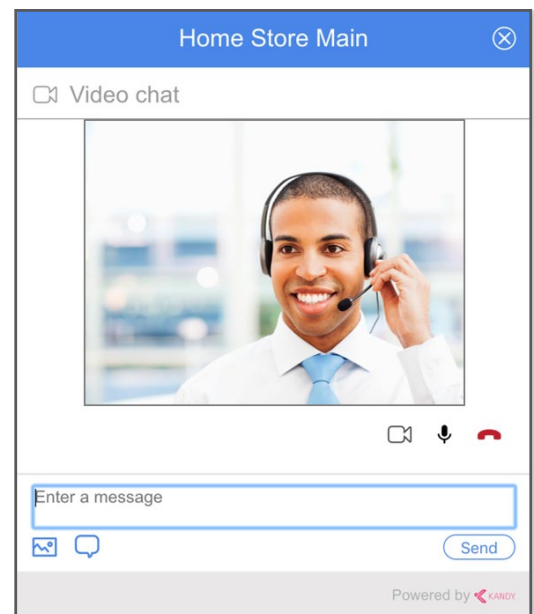 Home Store Main
Video chat
Enter a message
Send
Powered by KANDY